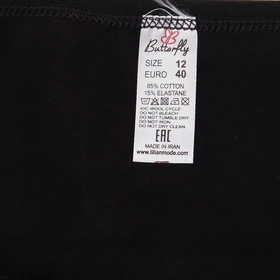 Butterfly
SIZE 12
EURO 40
85% COTTON
15% ELASTANE
40C WOOL CYCLE
DO NOT BLEACH
DO NOT TUMBLE DRY
DO NOT IRON
DO NOT DRY CLEAN
EAC
MADE IN IRAN
www.lilianmode.com